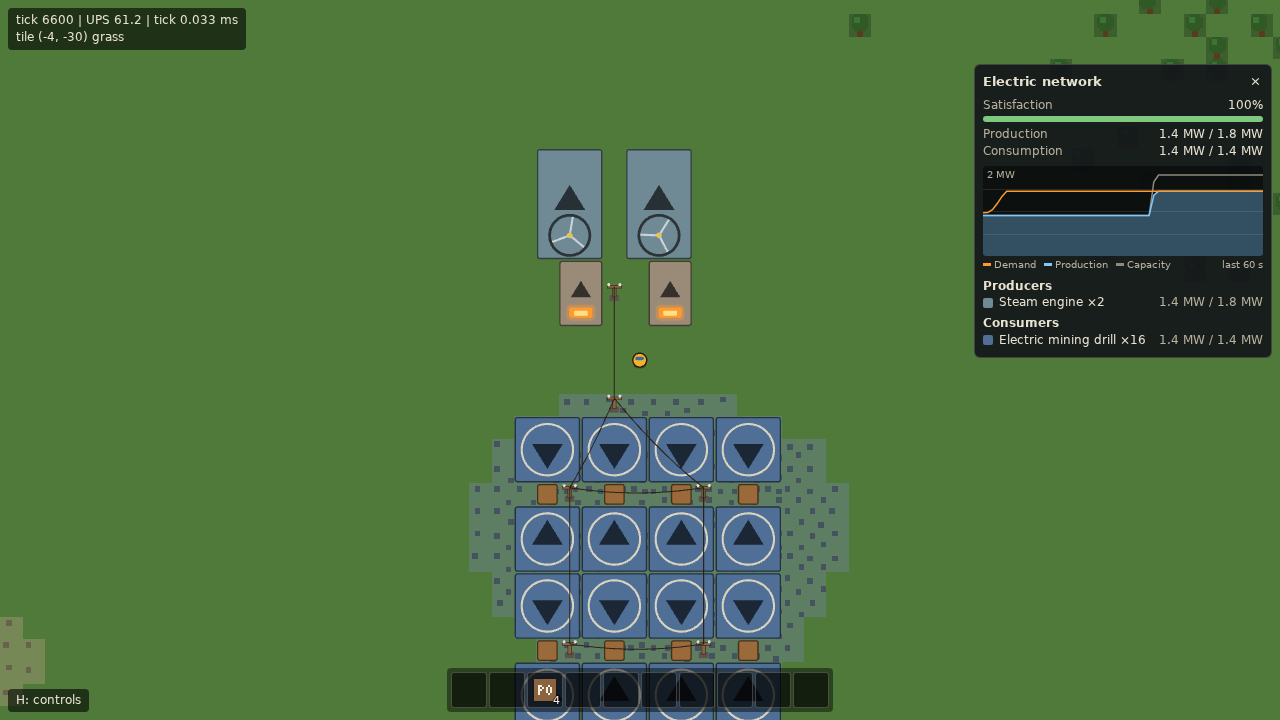 tick 6600 | UPS 61.2 | tick 0.033 ms
tile (-4, -30) grass
Electric network ×
Satisfaction 100%
Production 1.4 MW / 1.8 MW
Consumption 1.4 MW / 1.4 MW
2 MW
Demand Production Capacity last 60 s
Producers
Steam engine ×2 1.4 MW / 1.8 MW
Consumers
Electric mining drill ×16 1.4 MW / 1.4 MW
PO
4
H: controls